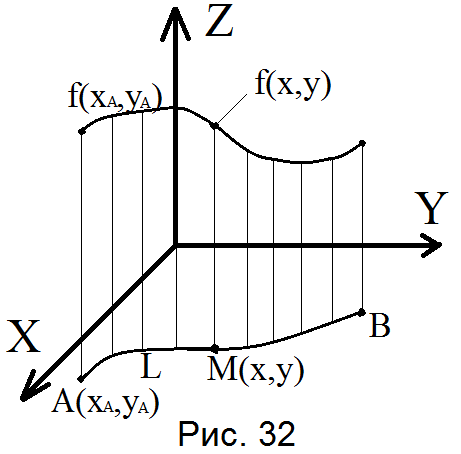 Z
f(xA,yA)
f(x,y)
Y
X
L
M(x,y)
B
A(xA,yA)
Рис. 32